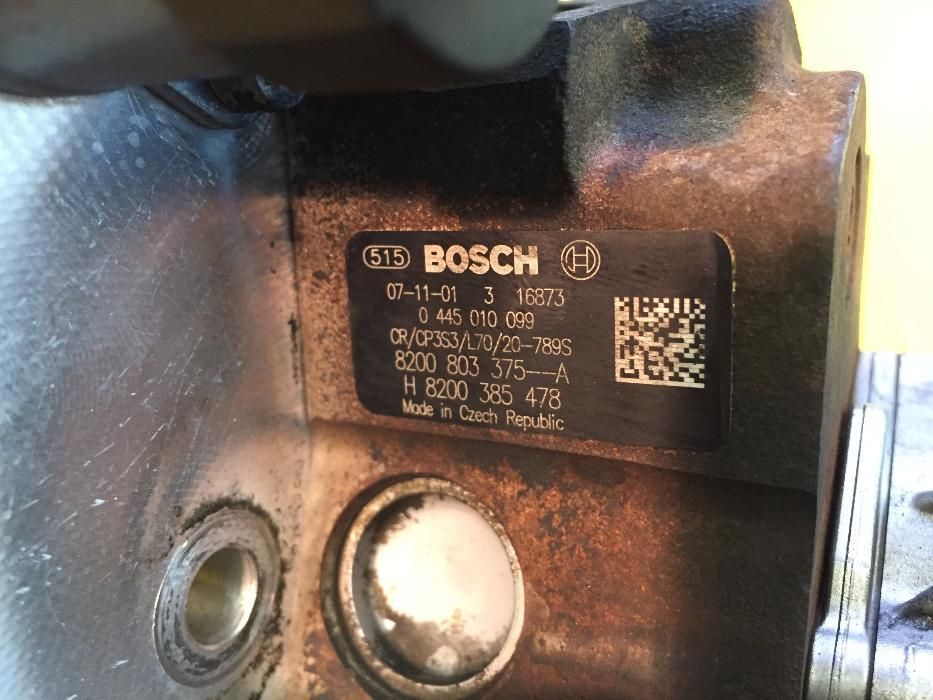 515 BOSCH H
07-11-01 3 16873
0 445 010 099
CR/CP3S3/L70/20-789S
8200 803 375--A
H 8200 385 478
Made in Czech Republic